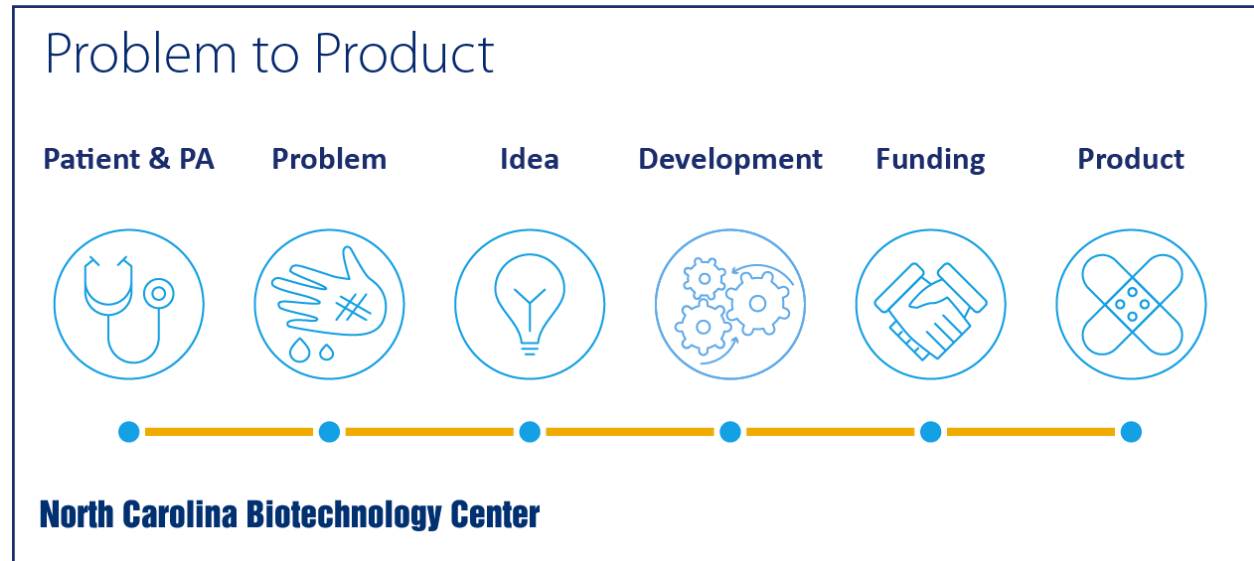 Problem to Product
Patient & PA Problem Idea Development Funding Product
North Carolina Biotechnology Center